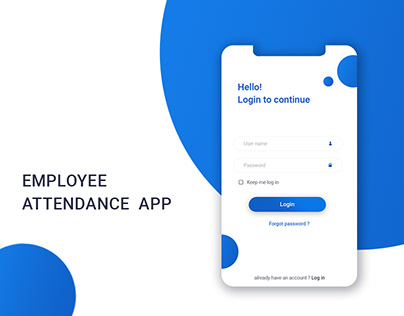 EMPLOYEE
ATTENDANCE APP
Hello!
Login to continue
User name
Password
Keep me log in
Login
Forgot password ?
already have an account ? Log in